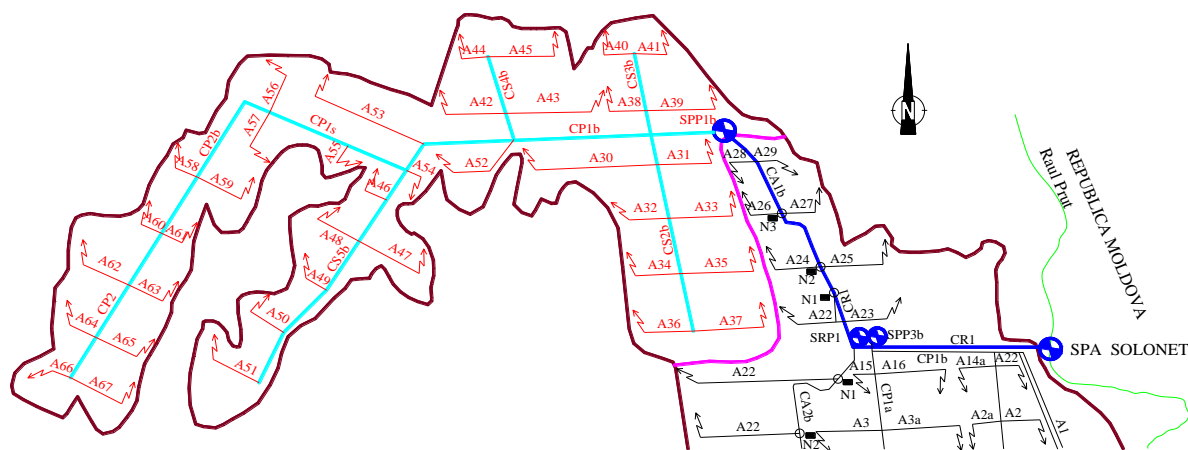 A44
A45
A40
A41
CS4b
CS3b
A42
A43
A38
A39
A56
A57
A53
CP1s
A55
A54
CP2b
A58
A59
A52
CP1b
A30
A31
SPP1b
A28
A29
CA1b
N
REPUBLICA MOLDOVA
Raul Prut
A46
A60
A61
A48
A47
CS5b
A49
A32
A33
CS2b
A26
A27
N3
A62
A63
CP2
A34
A35
A24
A25
N2
N1
CR1
A64
A65
A50
A51
A36
A37
A22
A23
SRP1
SPP3b
CR1
SPA SOLONET
A66
A67
A22
A15
A16
CP1b
A14a
A22
N1
CA2b
CP1a
A22
N2
A3
A3a
A2a
A2
A1